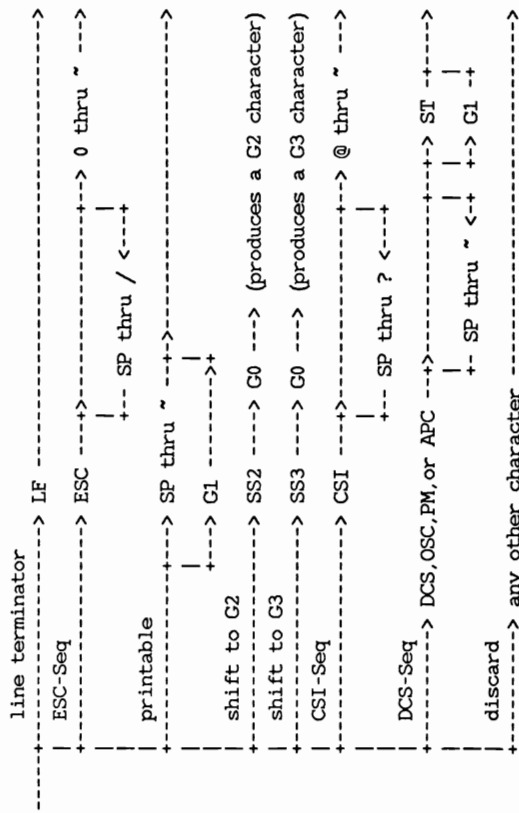 line terminator
----+---------------> LF ---------------------------------------->
| ESC-Seq
+---------------> ESC ----+>---------------+---> 0 thru ~ --->
| | |
| +--- SP thru / <----+
| printable
+--------+------> SP thru ~ ---+>---------------------------->
| | |
| +---> G1 ---------->+
| shift to G2
+---------------> SS2 -----> G0 ---> (produces a G2 character)
| shift to G3
+---------------> SS3 -----> G0 ---> (produces a G3 character)
| CSI-Seq
+---------------> CSI ----+>---------------+---> @ thru ~ --->
| | |
| +--- SP thru ? <----+
| DCS-Seq
+-----> DCS,OSC,PM,or APC ---+>--------------+--+> ST --+---->
| | | | |
| +-- SP thru ~ <--+ +--> G1 --+
| discard
+-------------> any other character ------------------------->